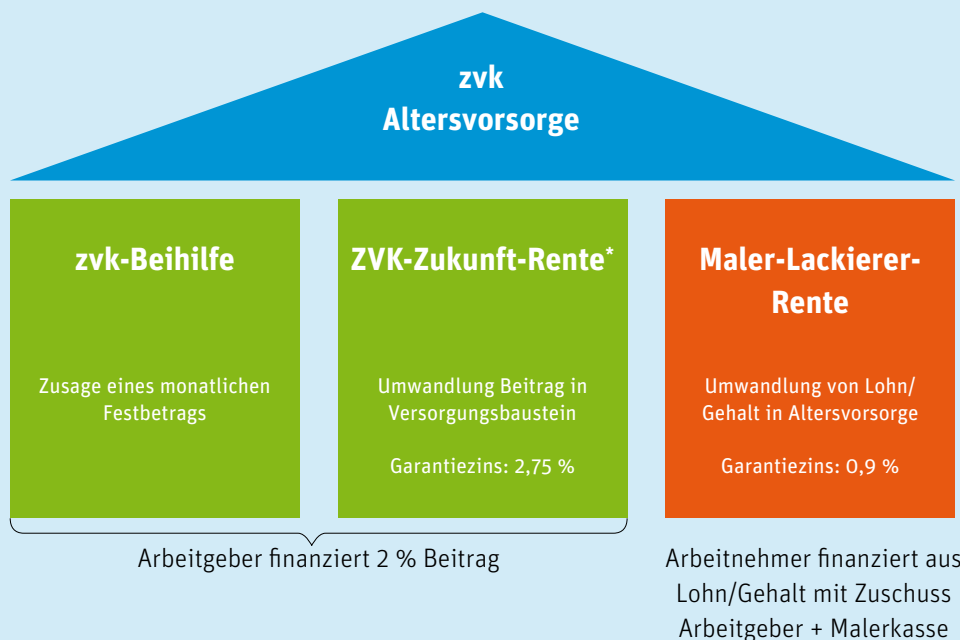 zvk
Altersvorsorge
zvk-Beihilfe
Zusage eines monatlichen
Festbetrags
ZVK-Zukunft-Rente*
Umwandlung Beitrag in
Versorgungsbaustein
Garantiezins: 2,75 %
Maler-Lackierer-
Rente
Umwandlung von Lohn/
Gehalt in Altersvorsorge
Garantiezins: 0,9 %
Arbeitgeber finanziert 2 % Beitrag
Arbeitnehmer finanziert aus
Lohn/Gehalt mit Zuschuss
Arbeitgeber + Malerkasse